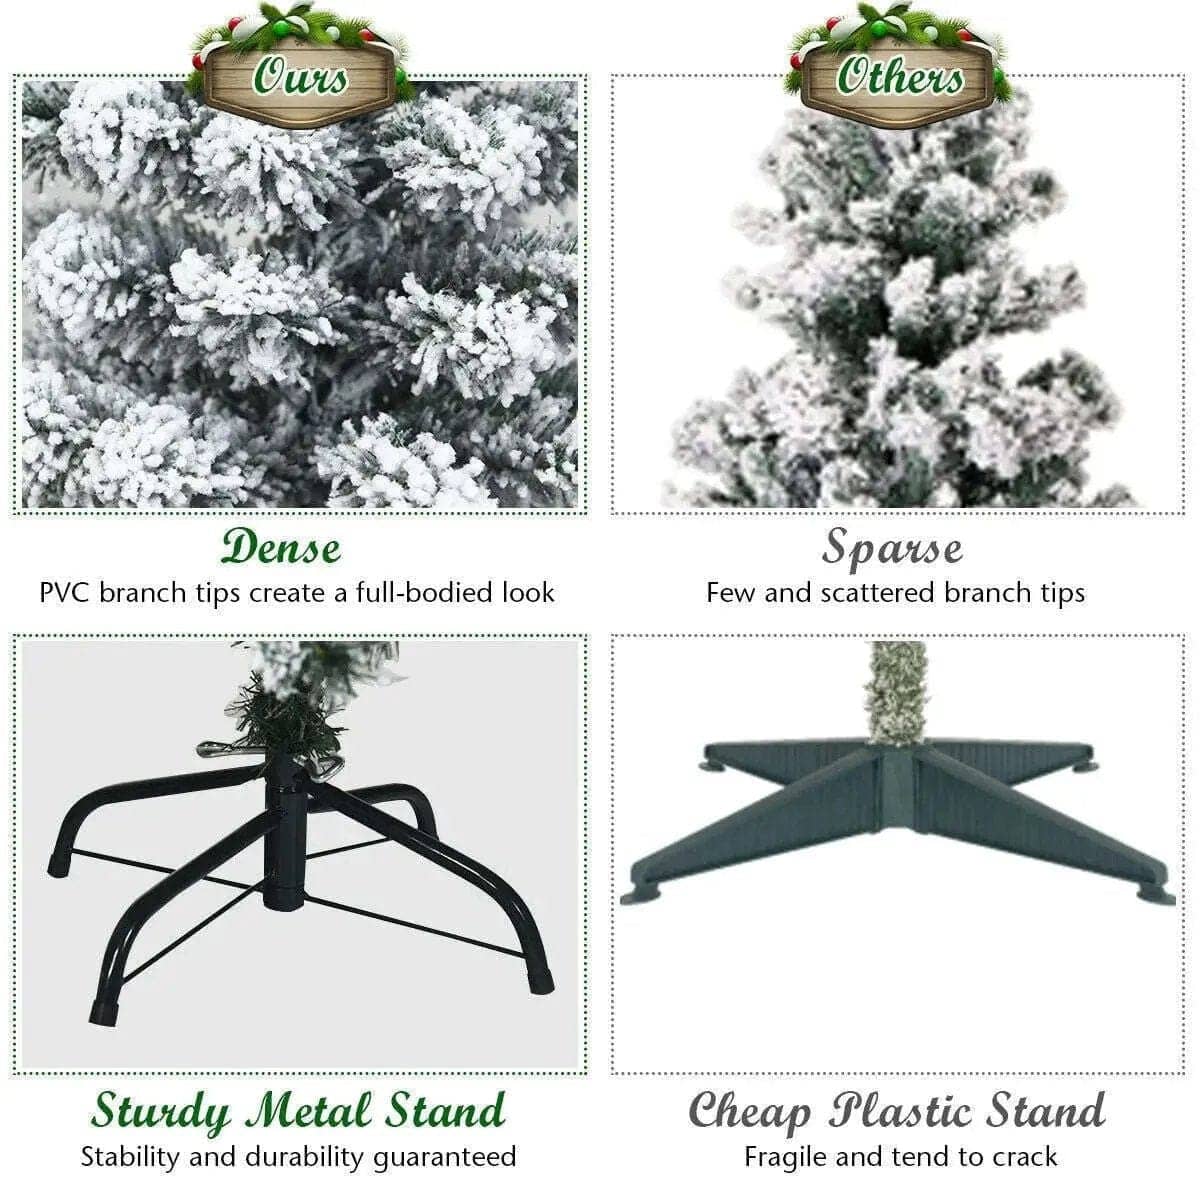 Ours
Others
Dense
PVC branch tips create a full-bodied look
Sparse
Few and scattered branch tips
Sturdy Metal Stand
Stability and durability guaranteed
Cheap Plastic Stand
Fragile and tend to crack